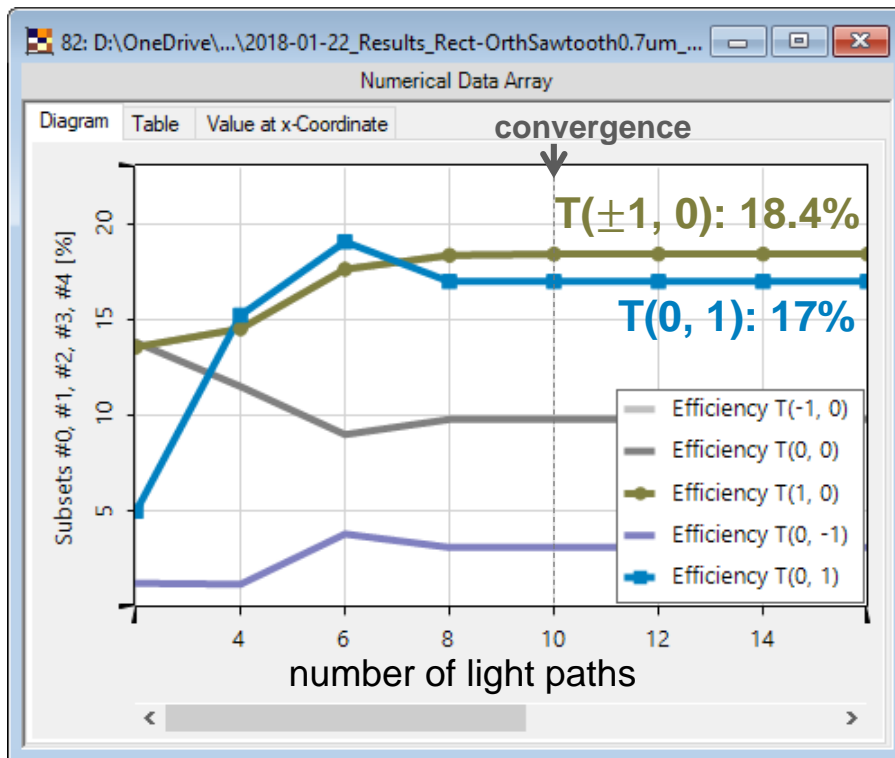 82: D:\OneDrive\...\2018-01-22_Results_Rect-OrthSawtooth0.7um_...
Numerical Data Array
Diagram Table Value at x-Coordinate
convergence
T(±1, 0): 18.4%
T(0, 1): 17%
Subsets #0, #1, #2, #3, #4 [%]
20
15
10
5
Efficiency T(-1, 0)
Efficiency T(0, 0)
Efficiency T(1, 0)
Efficiency T(0, -1)
Efficiency T(0, 1)
4 6 8 10 12 14
number of light paths